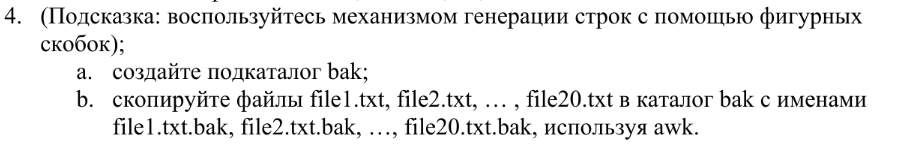 4. (Подсказка: воспользуйтесь механизмом генерации строк с помощью фигурных
скобок);
a. создайте подкаталог bak;
b. скопируйте файлы file1.txt, file2.txt, … , file20.txt в каталог bak с именами
file1.txt.bak, file2.txt.bak, …, file20.txt.bak, используя awk.